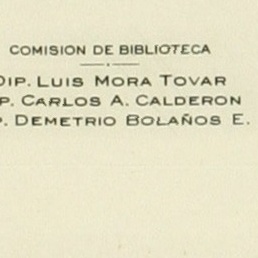 COMISION DE BIBLIOTECA
DIP. LUIS MORA TOVAR
P. CARLOS A. CALDERON
. DEMETRIO BOLAÑOS E.